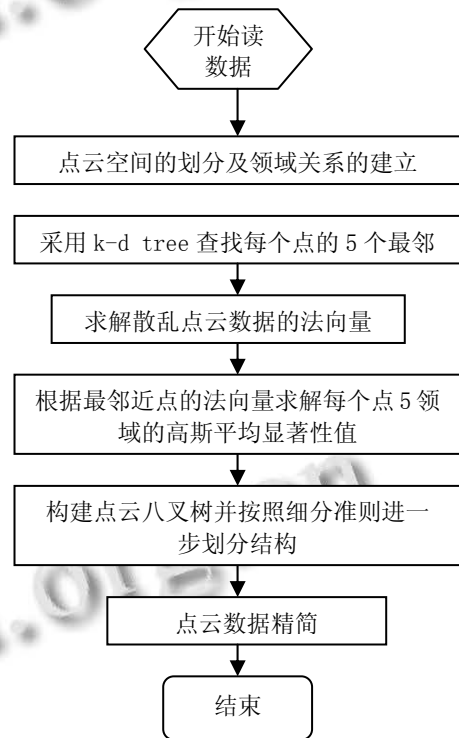 开始读
数据
点云空间的划分及领域关系的建立
采用 k-d tree 查找每个点的 5 个最邻
求解散乱点云数据的法向量
根据最邻近点的法向量求解每个点 5 领
域的高斯平均显著性值
构建点云八叉树并按照细分准则进一
步划分结构
点云数据精简
结束